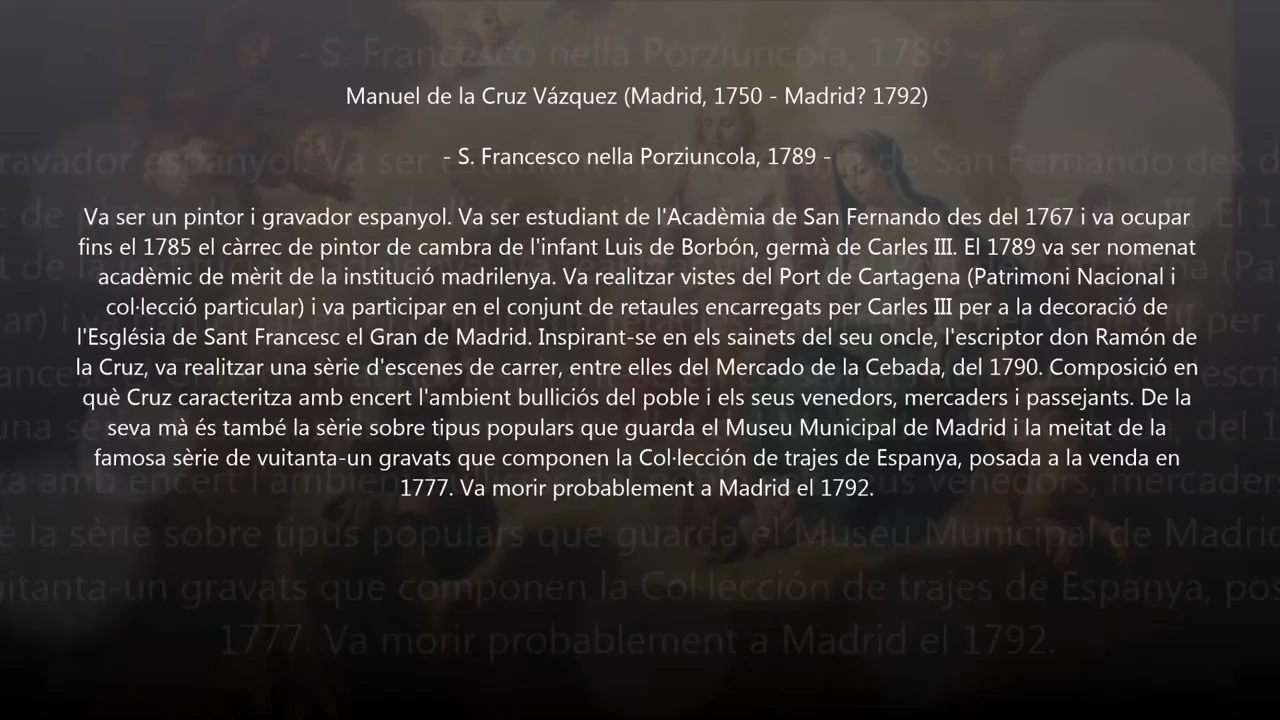 Manuel de la Cruz Vázquez (Madrid, 1750 - Madrid? 1792)
- S. Francesco nella Porziuncola, 1789 -
Va ser un pintor i gravador espanyol. Va ser estudiant de l'Acadèmia de San Fernando des del 1767 i va ocupar
fins el 1785 el càrrec de pintor de cambra de l'infant Luis de Borbón, germà de Carles III. El 1789 va ser nomenat
acadèmic de mèrit de la institució madrilenya. Va realitzar vistes del Port de Cartagena (Patrimoni Nacional i
col·lecció particular) i va participar en el conjunt de retaules encarregats per Carles III per a la decoració de
l'Església de Sant Francesc el Gran de Madrid. Inspirant-se en els sainets del seu oncle, l'escriptor don Ramón de
la Cruz, va realitzar una sèrie d'escenes de carrer, entre elles del Mercado de la Cebada, del 1790. Composició en
què Cruz caracteritza amb encert l'ambient bulliciós del poble i els seus venedors, mercaders i passejants. De la
seva mà és també la sèrie sobre tipus populars que guarda el Museu Municipal de Madrid i la meitat de la
famosa sèrie de vuitanta-un gravats que componen la Col·lección de trajes de Espanya, posada a la venda en
1777. Va morir probablement a Madrid el 1792.